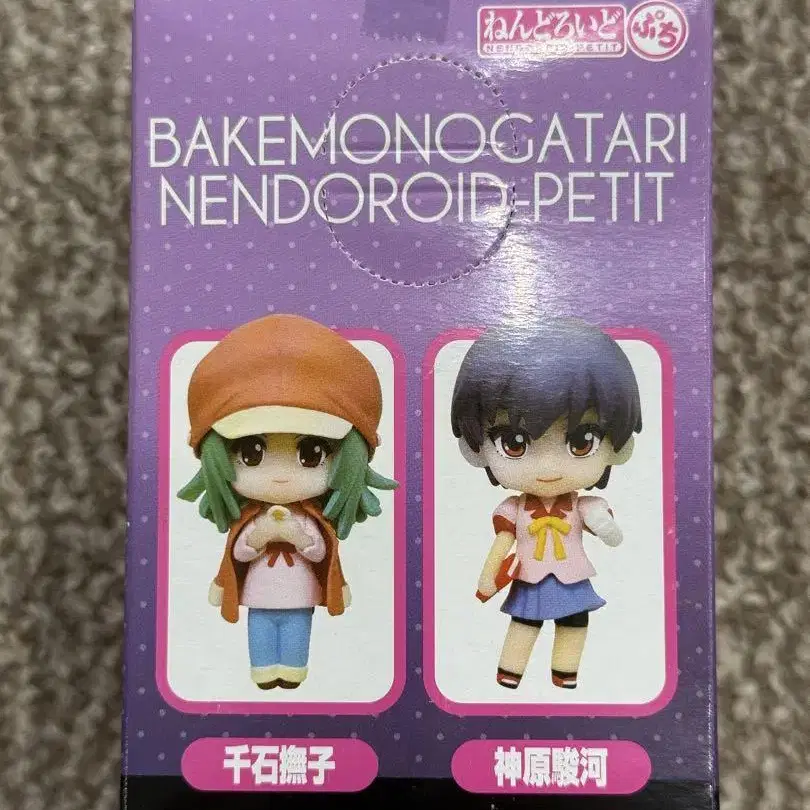 ねんどろいど ぷち
NENDOROID PETIT
BAKEMONOGATARI
NENDOROID-PETIT
千石撫子
神原駿河